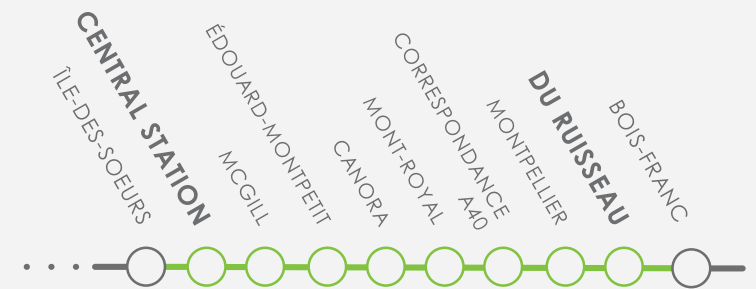 ÎLE-DES-SOEURS
CENTRAL STATION
MCGILL
ÉDOUARD-MONTPETIT
CANORA
MONT-ROYAL
CORRESPONDANCE
A40
MONTPELLIER
DU RUISSEAU
BOIS-FRANC